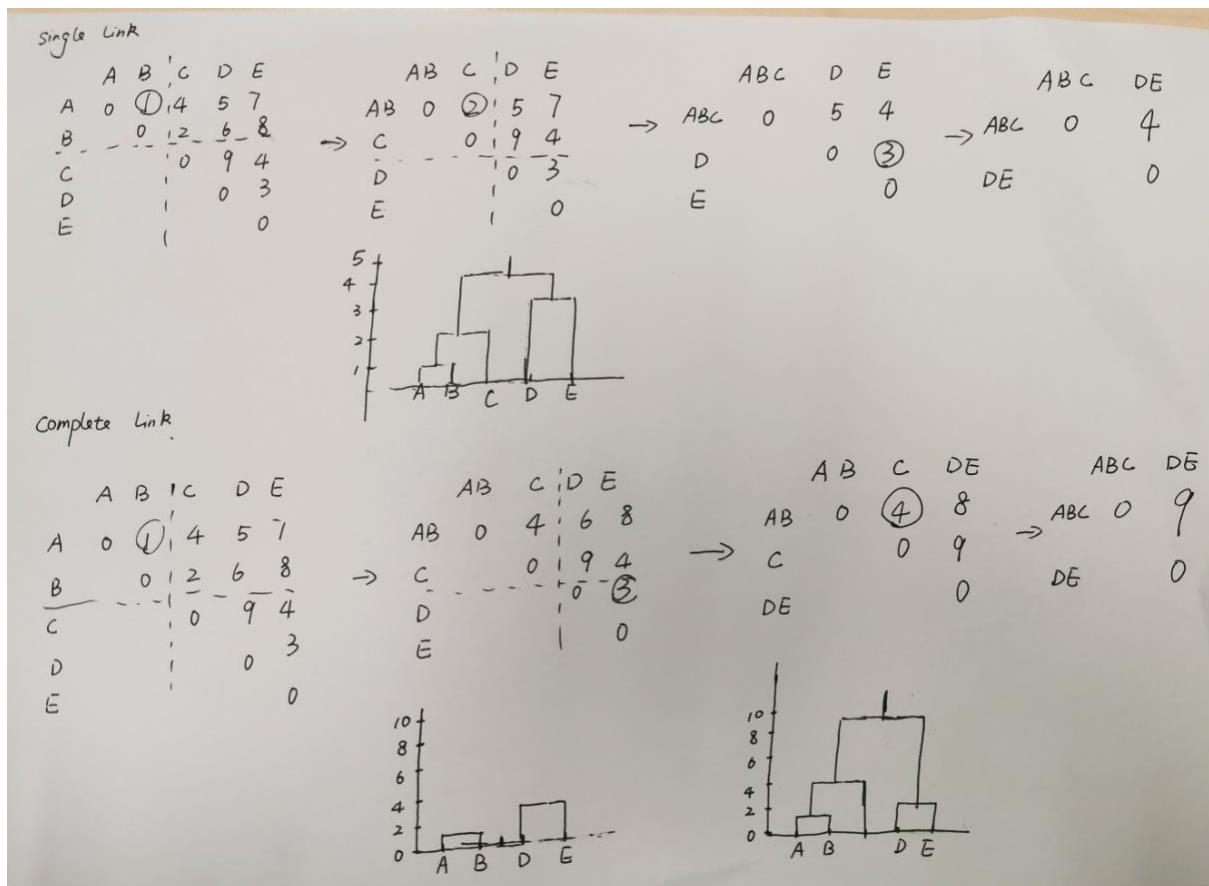 Single Link
A B C D E
A 0 1 4 5 7
B 0 2 6 8
C 0 9 4
D 0 3
E 0
AB C D E
AB 0 2 5 7
C 0 9 4
D 0 3
E 0
→
ABC D E
ABC 0 5 4
D 0 3
E 0
→
ABC DE
ABC 0 4
DE 0
→
5
4
3
2
1
A B C D E
Complete Link
A B C D E
A 0 1 4 5 7
B 0 2 6 8
C 0 9 4
D 0 3
E 0
→
AB C D E
AB 0 4 6 8
C 0 9 4
D 0 3
E 0
→
A B C DE
AB 0 4 8
C 0 9
DE 0
→
ABC DE
ABC 0 9
DE 0
10
8
6
4
2
0
A B D E
10
8
6
4
2
0
A B D E